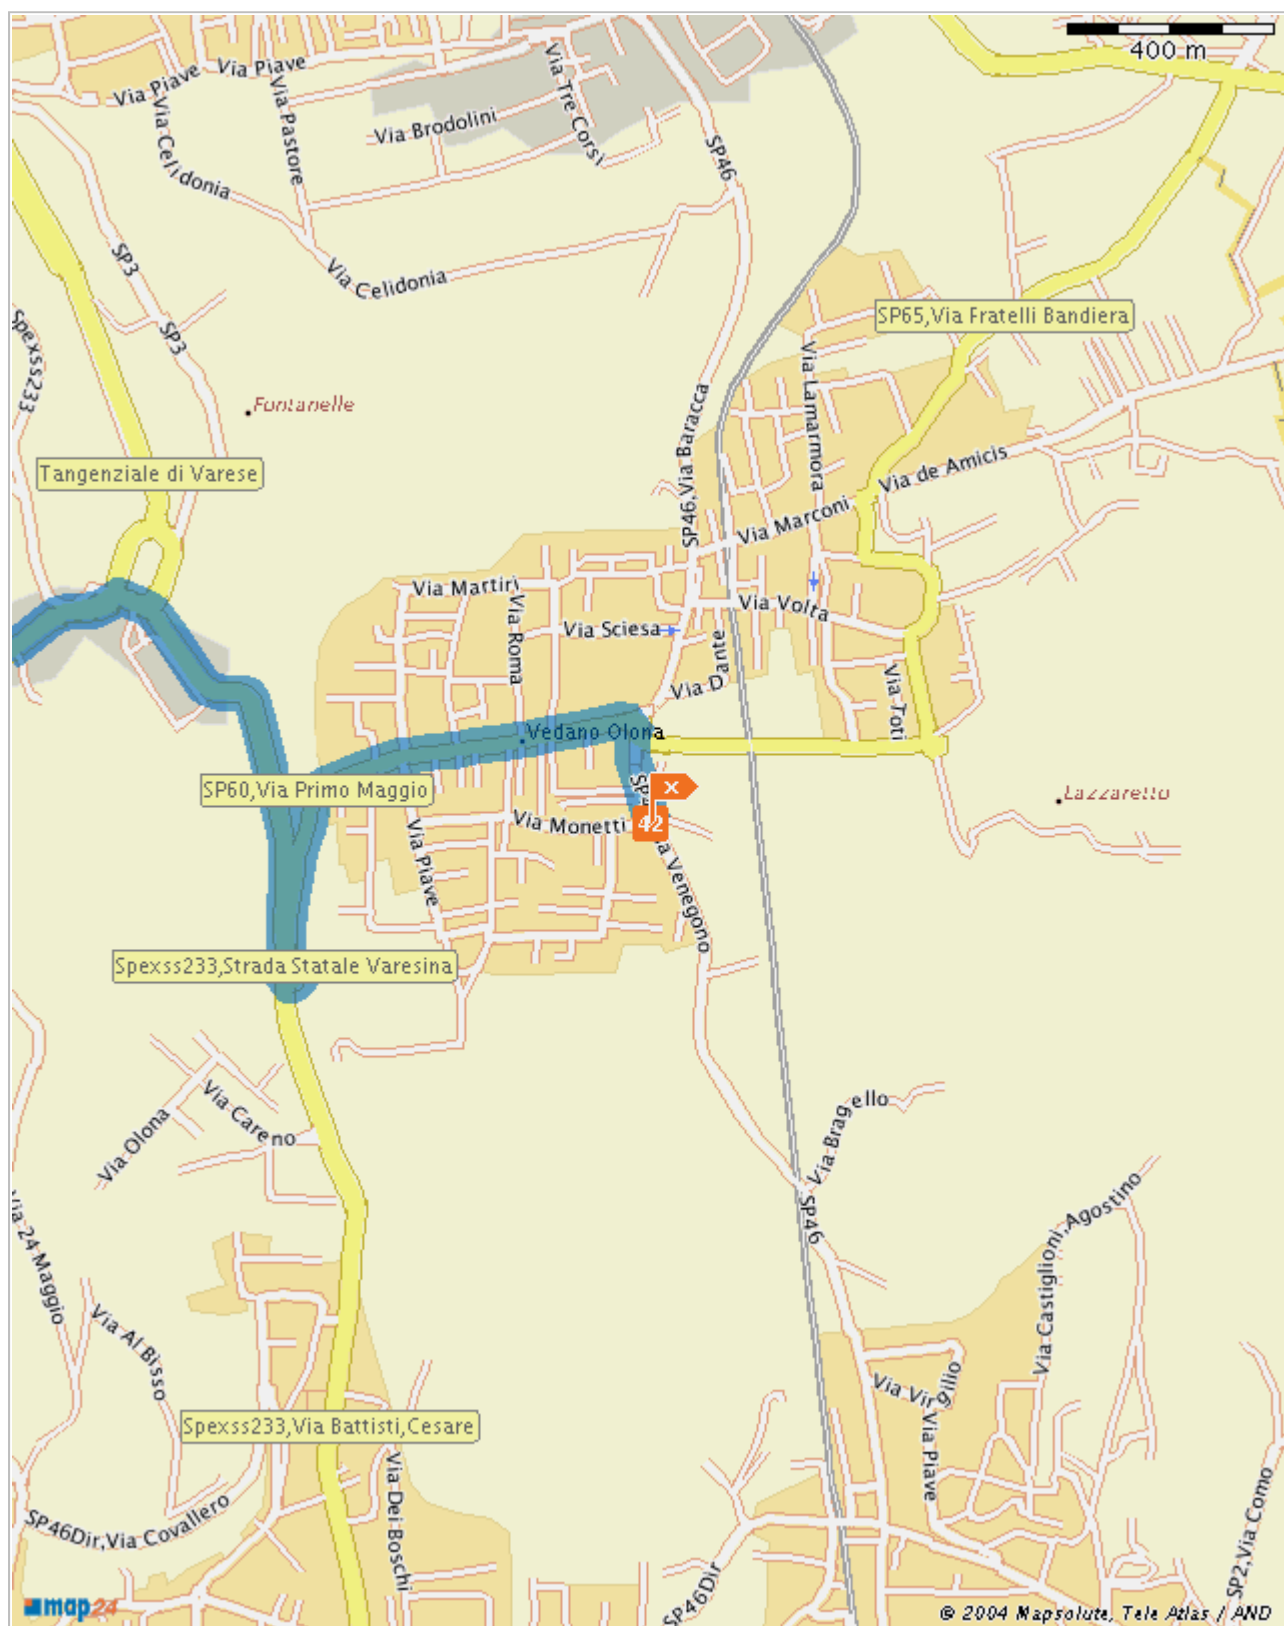 400 m
Via Piave
Via Piave
Via Tre Corsi
Via Pastore
Via Brodolini
Via Celidonia
SP46
SP3
Via Celidonia
SP65,Via Fratelli Bandiera
Spexss233
SP3
Via Lamarmora
Fontanelle
SP46,Via Baracca
Tangenziale di Varese
Via de Amicis
Via Marconi
Via Martiri
Via Roma
Via Volta
Via Sciesa
Via Dante
Via Toti
Vedano Olona
SP60,Via Primo Maggio
x
Lazzaretto
Via Monetti
42
Via Piave
Via Venegono
Spexss233,Strada Statale Varesina
Via Olona
Via Careno
Via Bragello
Via 24 Maggio
SP46
Via Castiglioni,Agostino
Via Al Bisso
Via Virgilio
Spexss233,Via Battisti,Cesare
Via Piave
Via Dei Boschi
SP46Dir,Via Covallero
SP46Dir
SP2,Via Como
map24
© 2004 Mapsolute, Tele Atlas / AND